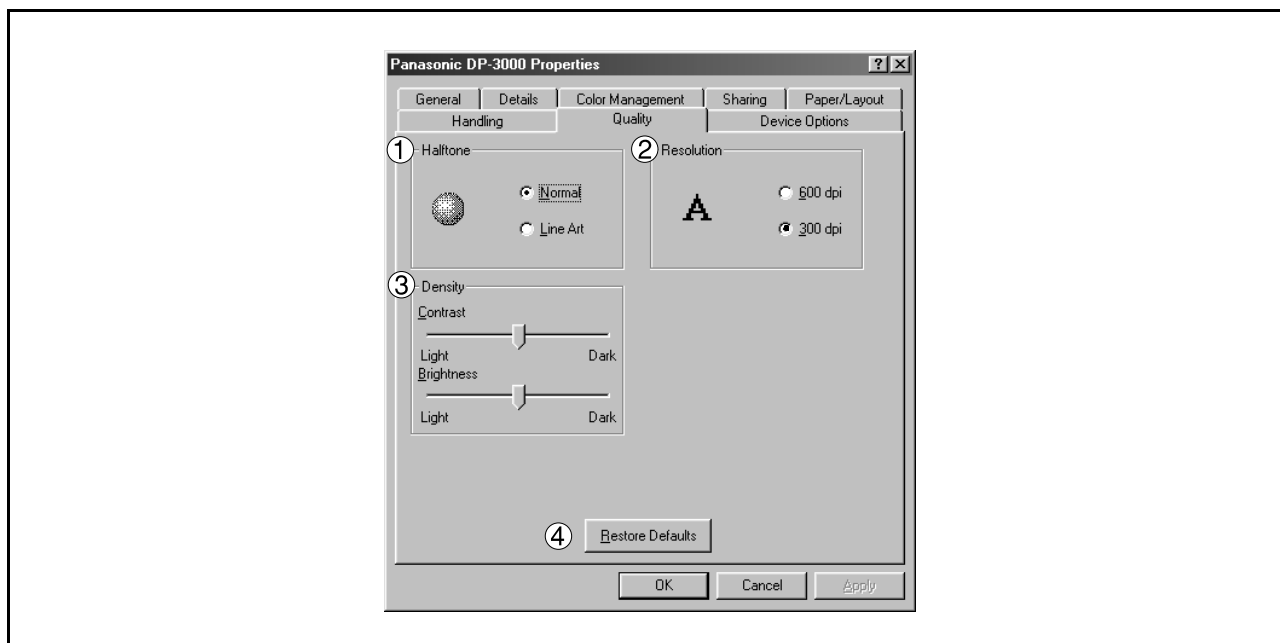 Panasonic DP-3000 Properties
General Details Color Management Sharing Paper/Layout
Handling Quality Device Options
1 Halftone
Normal
Line Art
2 Resolution
A
600 dpi
300 dpi
3 Density
Contrast
Light Dark
Brightness
Light Dark
4 Restore Defaults
OK Cancel Apply